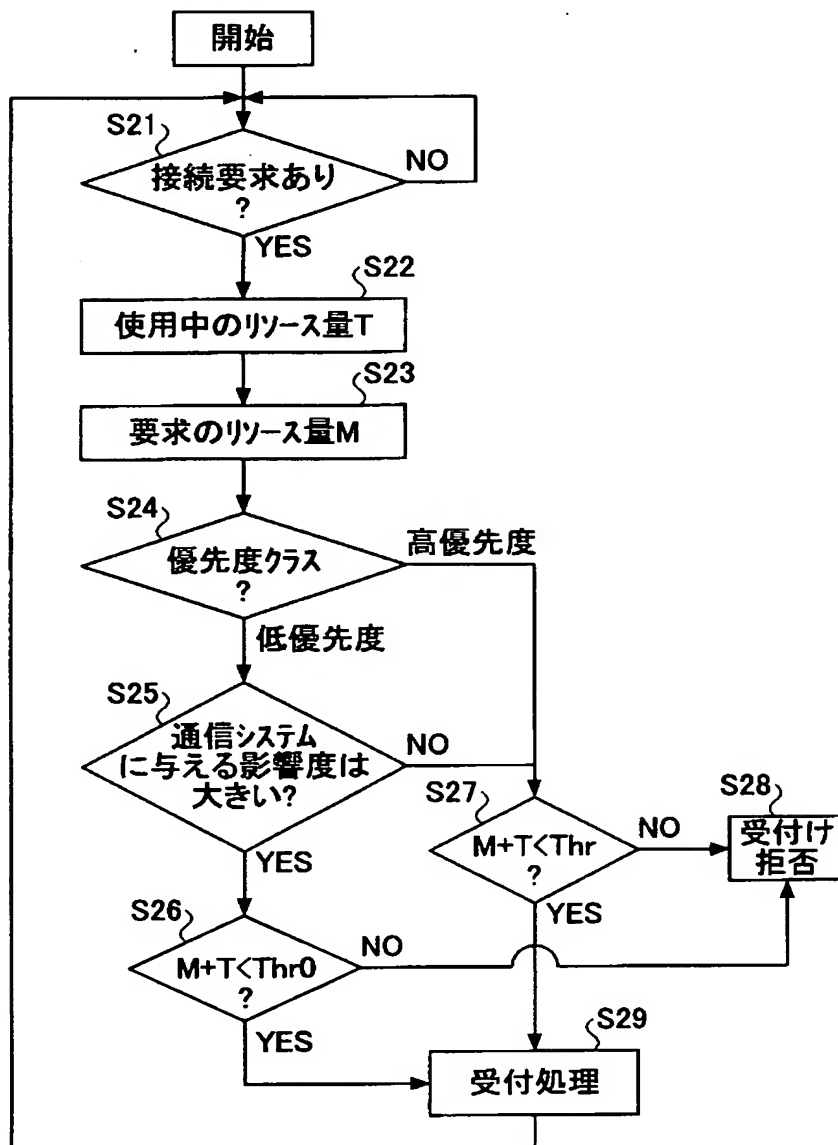 開始
S21
接続要求あり
?
NO
YES
S22
使用中のリソース量T
S23
要求のリソース量M
S24
優先度クラス
?
高優先度
低優先度
S25
通信システム
に与える影響度は
大きい?
NO
YES
S27
M+T<Thr
?
NO
YES
S28
受付け
拒否
S26
M+T<Thr0
?
NO
YES
S29
受付処理